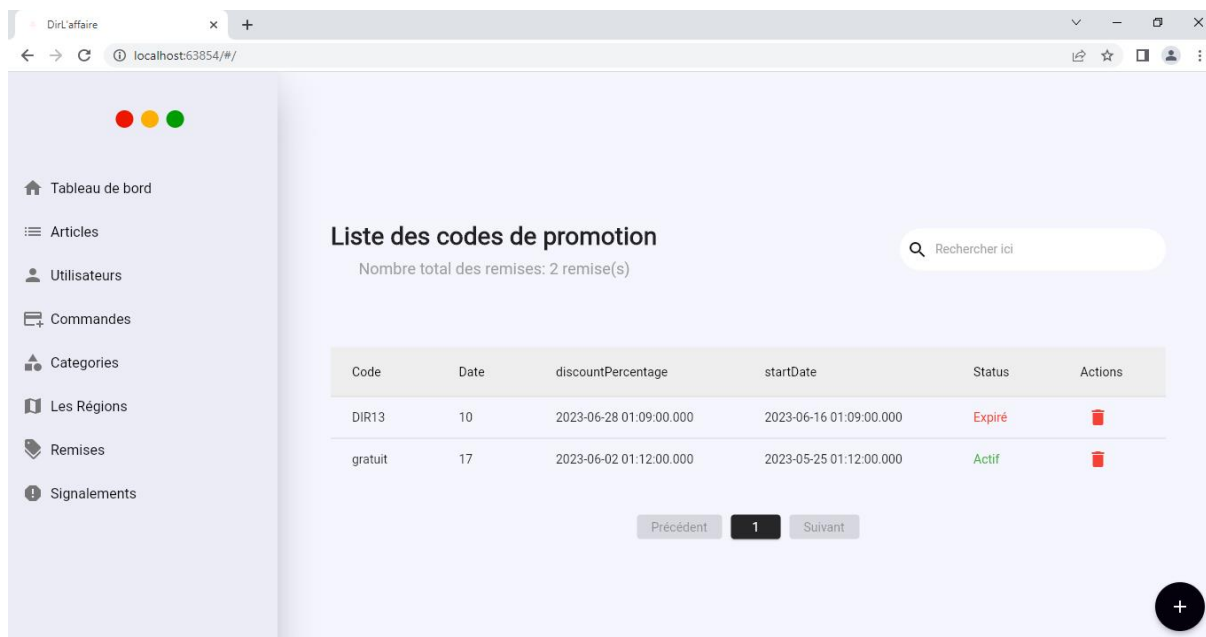 DirL'affaire
localhost:63854/#/
Tableau de bord
Articles
Utilisateurs
Commandes
Categories
Les Régions
Remises
Signalements
Liste des codes de promotion
Nombre total des remises: 2 remise(s)
Rechercher ici
Code Date discountPercentage startDate Status Actions
DIR13 10 2023-06-28 01:09:00.000 2023-06-16 01:09:00.000 Expiré
gratuit 17 2023-06-02 01:12:00.000 2023-05-25 01:12:00.000 Actif
Précédent 1 Suivant